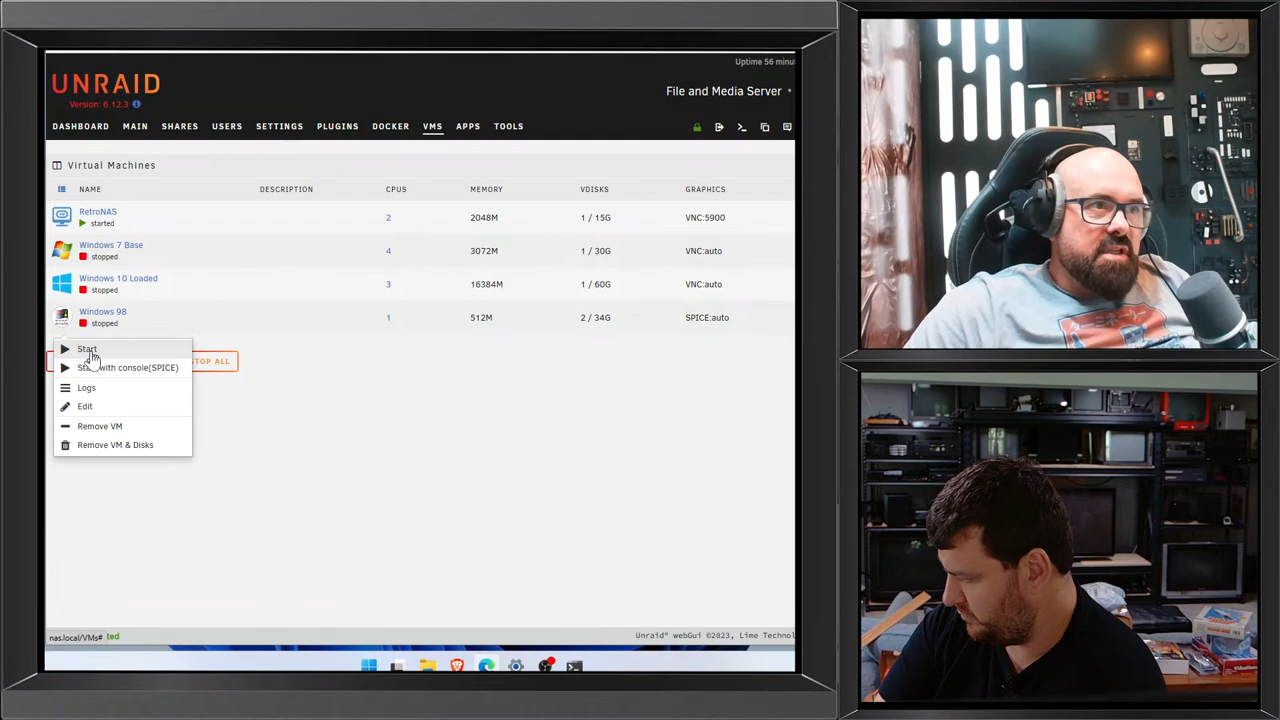 Uptime 56 minut
UNRAID
Version: 6.12.3
File and Media Server
DASHBOARD MAIN SHARES USERS SETTINGS PLUGINS DOCKER VMS APPS TOOLS
Virtual Machines
NAME DESCRIPTION CPUS MEMORY VDISKS GRAPHICS
RetroNAS
started
2 2048M 1 / 15G VNC:5900
Windows 7 Base
stopped
4 3072M 1 / 30G VNC:auto
Windows 10 Loaded
stopped
3 16384M 1 / 60G VNC:auto
Windows 98
stopped
1 512M 2 / 34G SPICE:auto
Start
with console(SPICE)
OP ALL
Logs
Edit
Remove VM
Remove VM & Disks
nas.local/VMs# ted
Unraid® webGui ©2023, Lime Technol